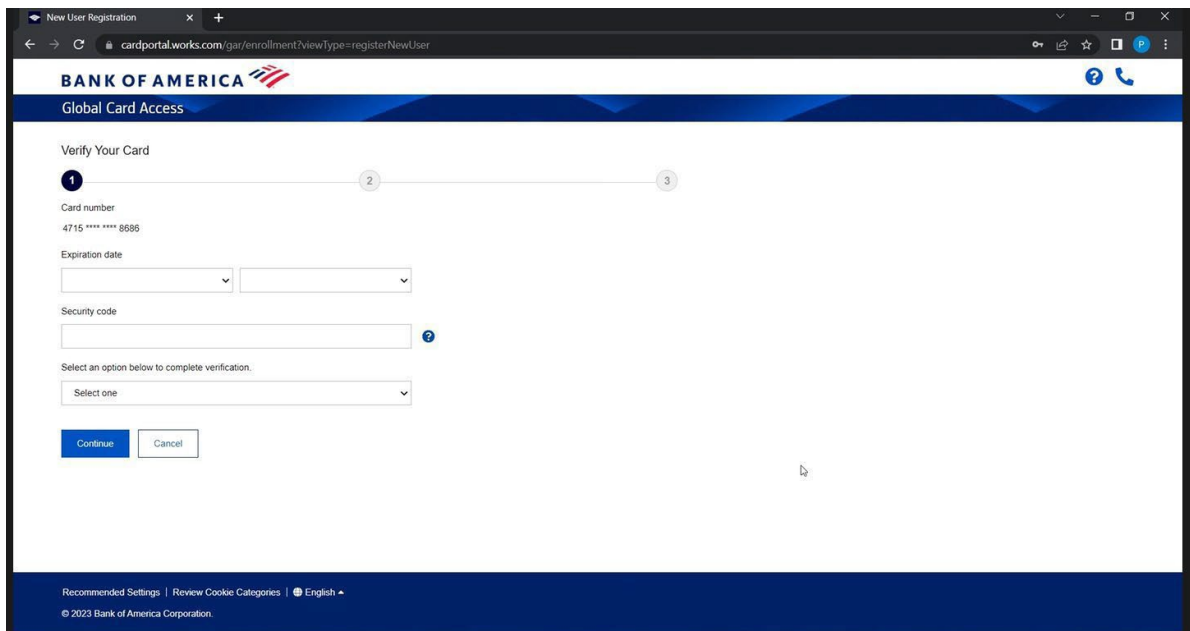 New User Registration
cardportal.works.com/gar/enrollment?viewType=registerNewUser
P
BANK OF AMERICA
Global Card Access
Verify Your Card
1 2 3
Card number
4715 **** **** 8686
Expiration date
Security code
Select an option below to complete verification.
Select one
Continue Cancel
Recommended Settings | Review Cookie Categories | English
© 2023 Bank of America Corporation.